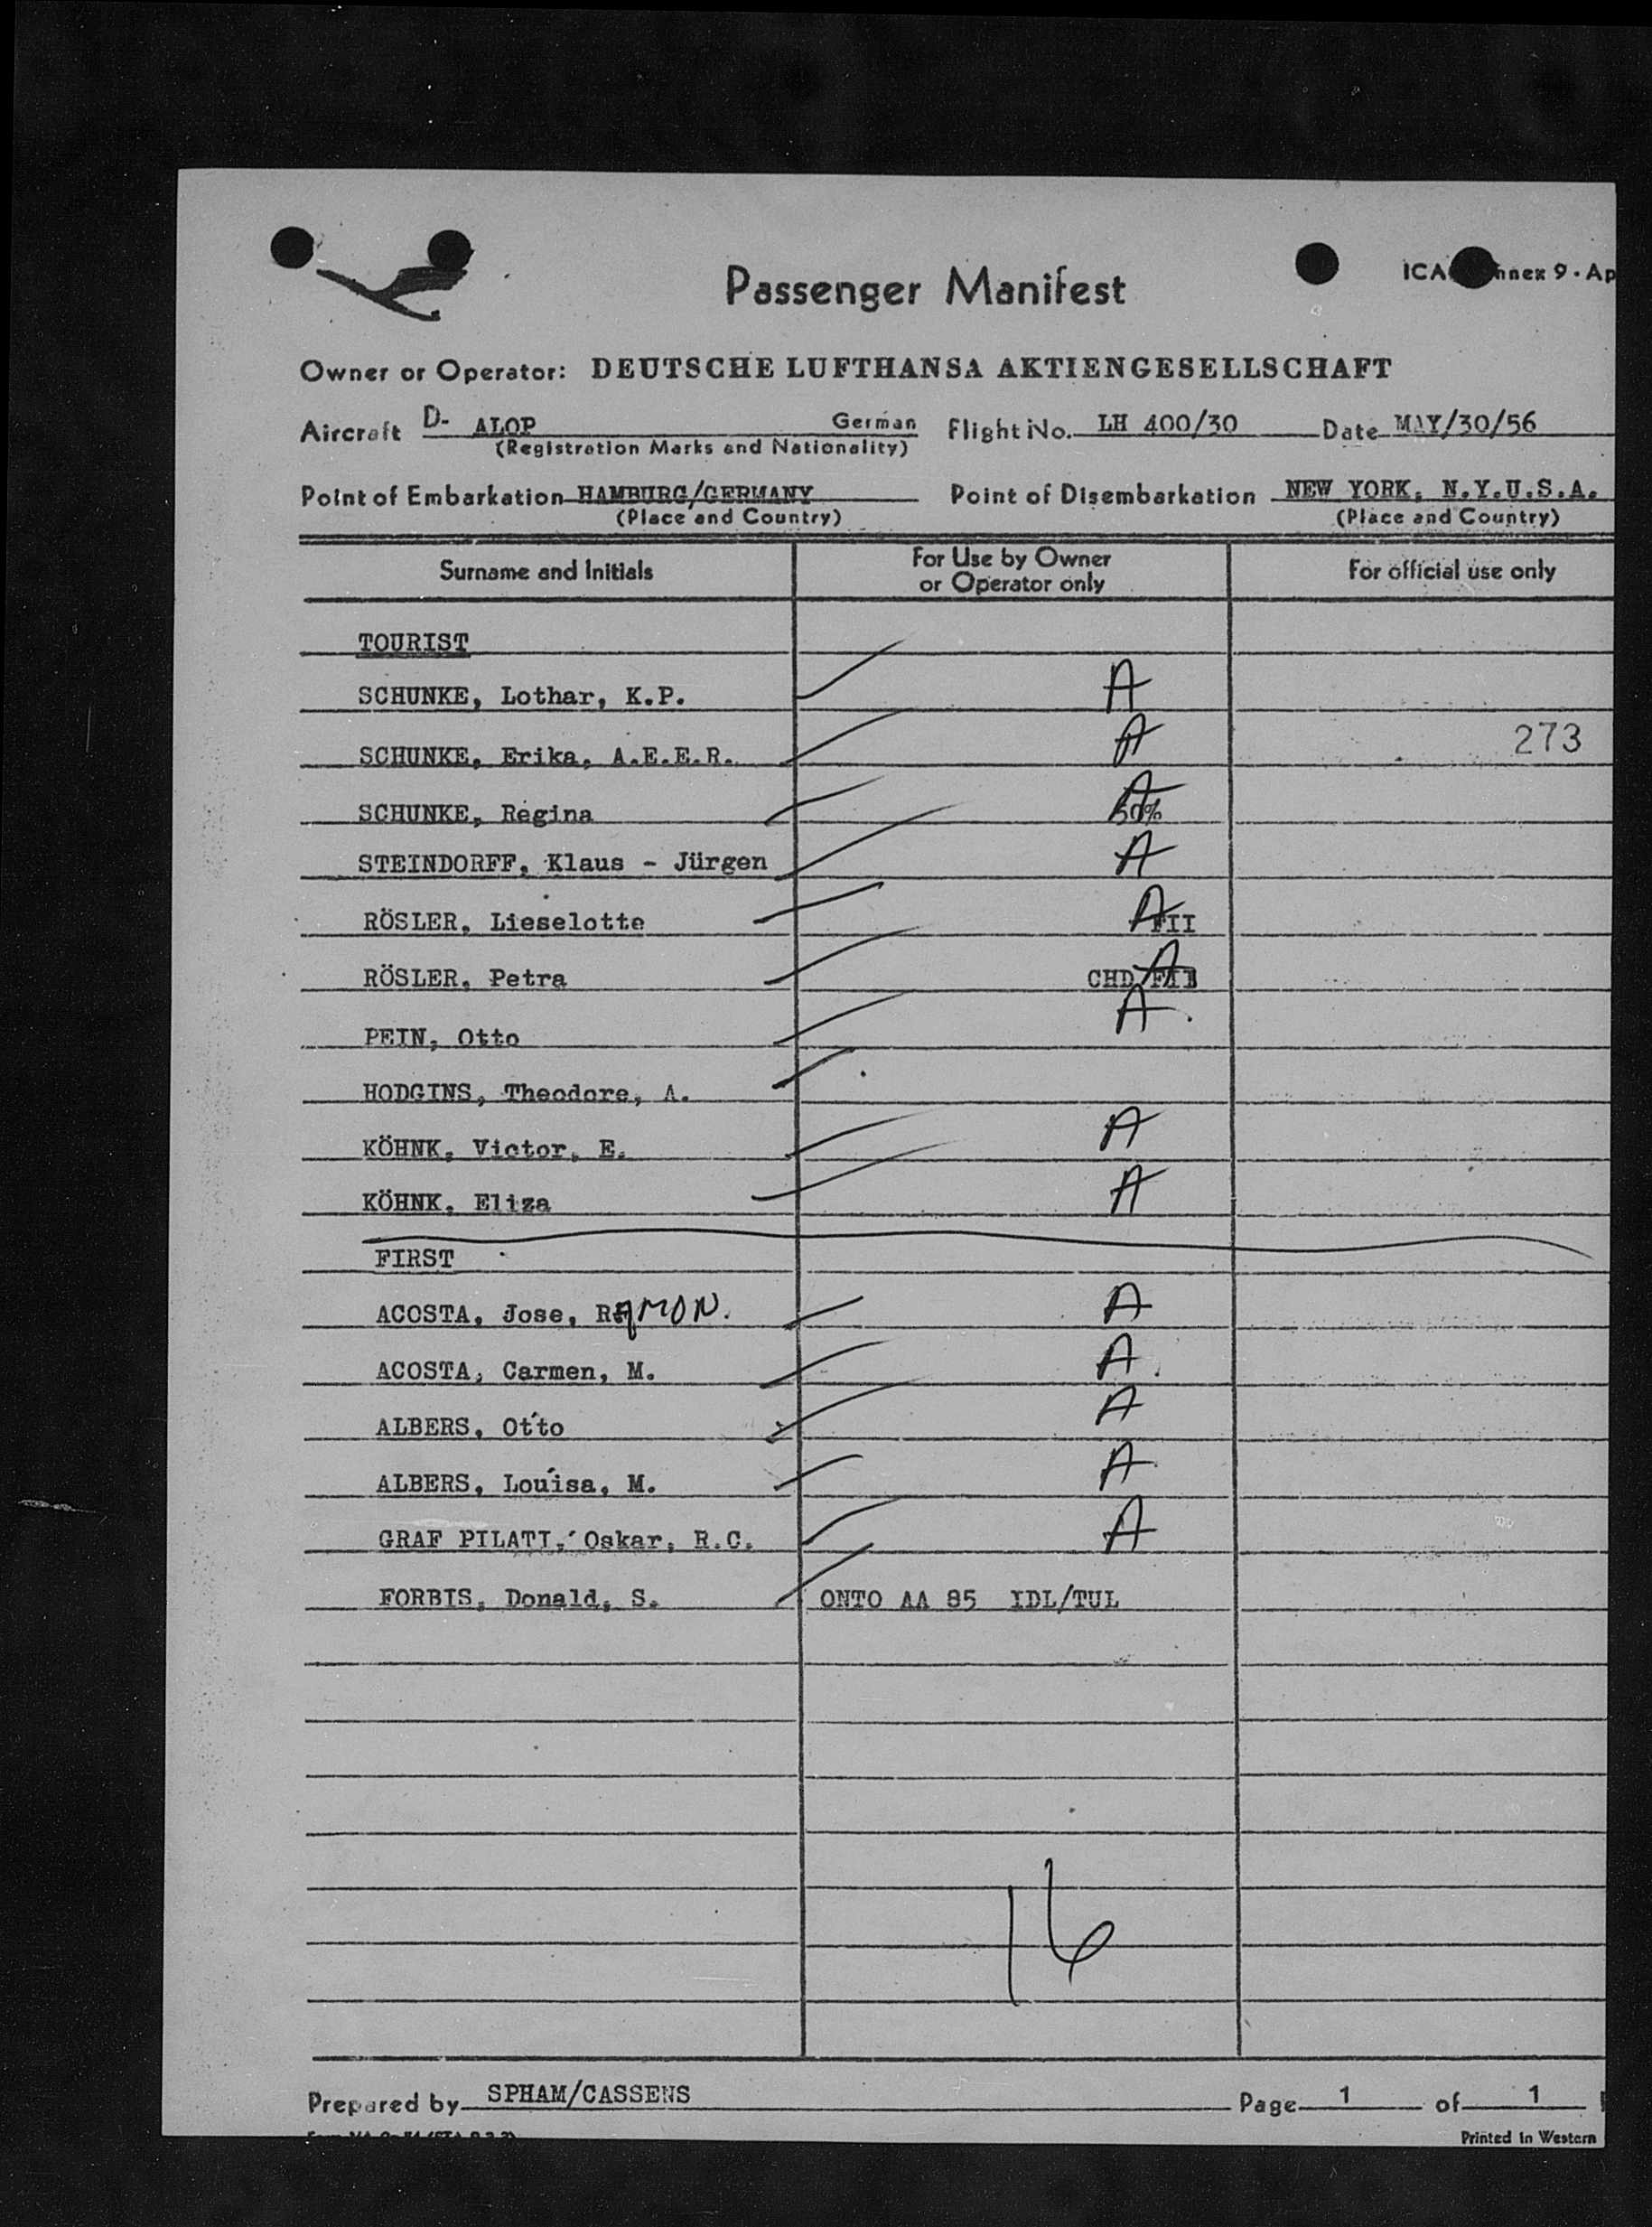 Passenger Manifest
ICA nnex 9 · Ap
Owner or Operator: DEUTSCHE LUFTHANSA AKTIENGESELLSCHAFT
Aircraft D- ALOP German Flight No. LH 400/30 Date MAY/30/56
(Registration Marks and Nationality)
Point of Embarkation HAMBURG/GERMANY Point of Disembarkation NEW YORK, N.Y.U.S.A.
(Place and Country) (Place and Country)
Surname and Initials For Use by Owner or Operator only For official use only
TOURIST
SCHUNKE, Lothar, K.P. A
SCHUNKE, Erika, A.E.E.R. A 273
SCHUNKE, Regina A 50%
STEINDORFF, Klaus - Jürgen A
RÖSLER, Lieselotte A FII
RÖSLER, Petra CHD A
PEIN, Otto A
HODGINS, Theodore, A.
KÖHNK, Victor, E. A
KÖHNK, Eliza A
FIRST
ACOSTA, Jose, RAMON. A
ACOSTA, Carmen, M. A
ALBERS, Otto A
ALBERS, Louisa, M. A
GRAF PILATI, Oskar, R.C. A
FORBIS, Donald, S. ONTO AA 85 IDL/TUL
16
Prepared by SPHAM/CASSENS Page 1 of 1
Printed in Western